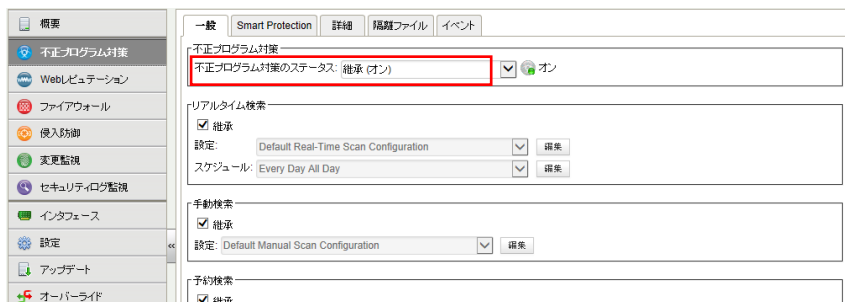 概要
不正プログラム対策
Webレピュテーション
ファイアウォール
侵入防御
変更監視
セキュリティログ監視
インタフェース
設定
アップデート
オーバーライド
«
一般 Smart Protection 詳細 隔離ファイル イベント
不正プログラム対策
不正プログラム対策のステータス: 継承 (オン) オン
リアルタイム検索
継承
設定: Default Real-Time Scan Configuration 編集
スケジュール: Every Day All Day 編集
手動検索
継承
設定: Default Manual Scan Configuration 編集
予約検索
継承